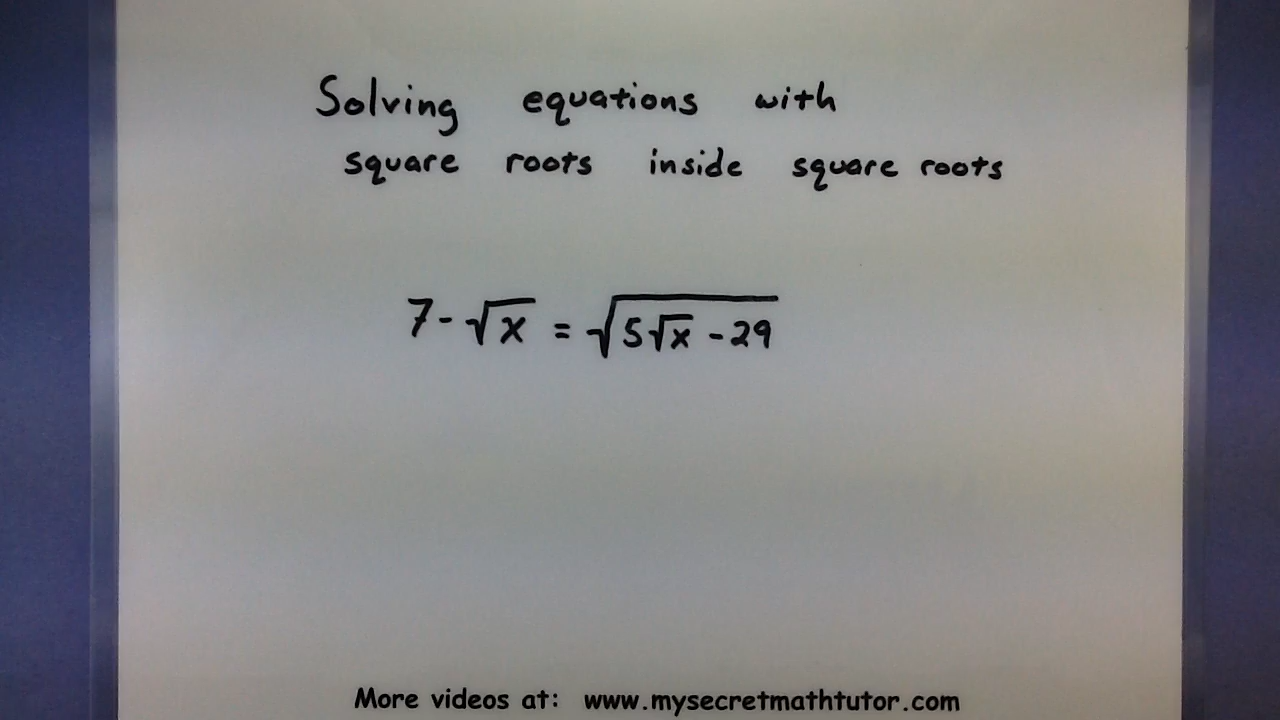 Solving equations with
square roots inside square roots
7 - √x = √(5√x - 29)
More videos at: www.mysecretmathtutor.com